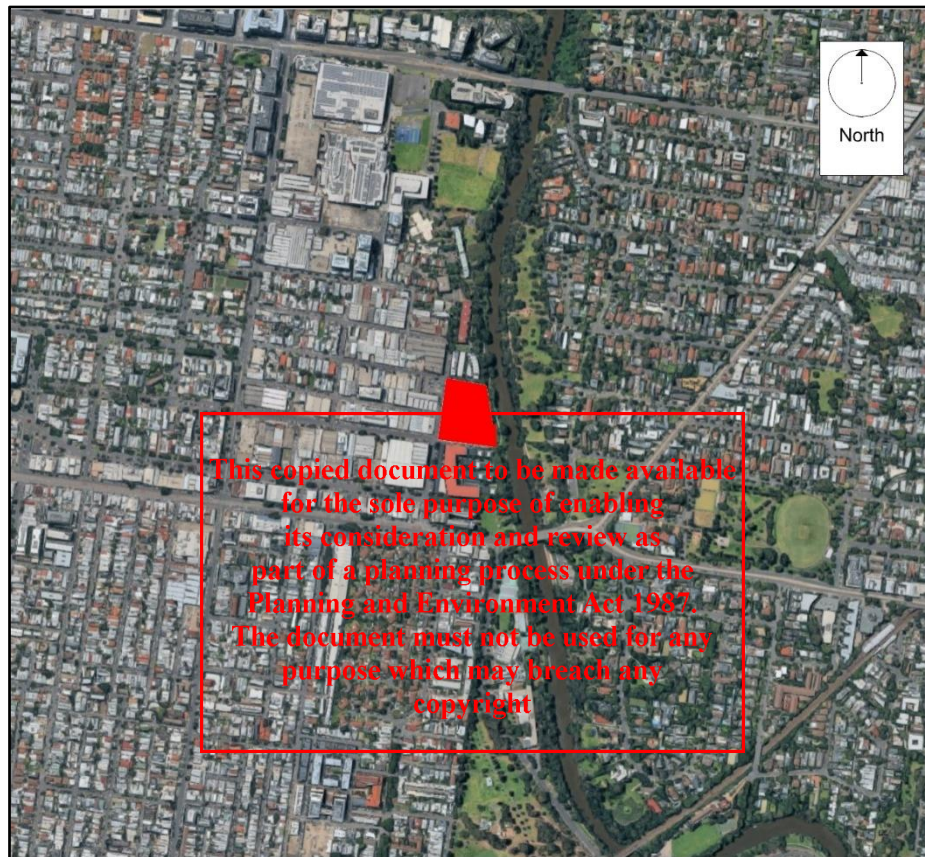 North
This copied document to be made available
for the sole purpose of enabling
its consideration and review as
part of a planning process under the
Planning and Environment Act 1987.
The document must not be used for any
purpose which may breach any
copyright